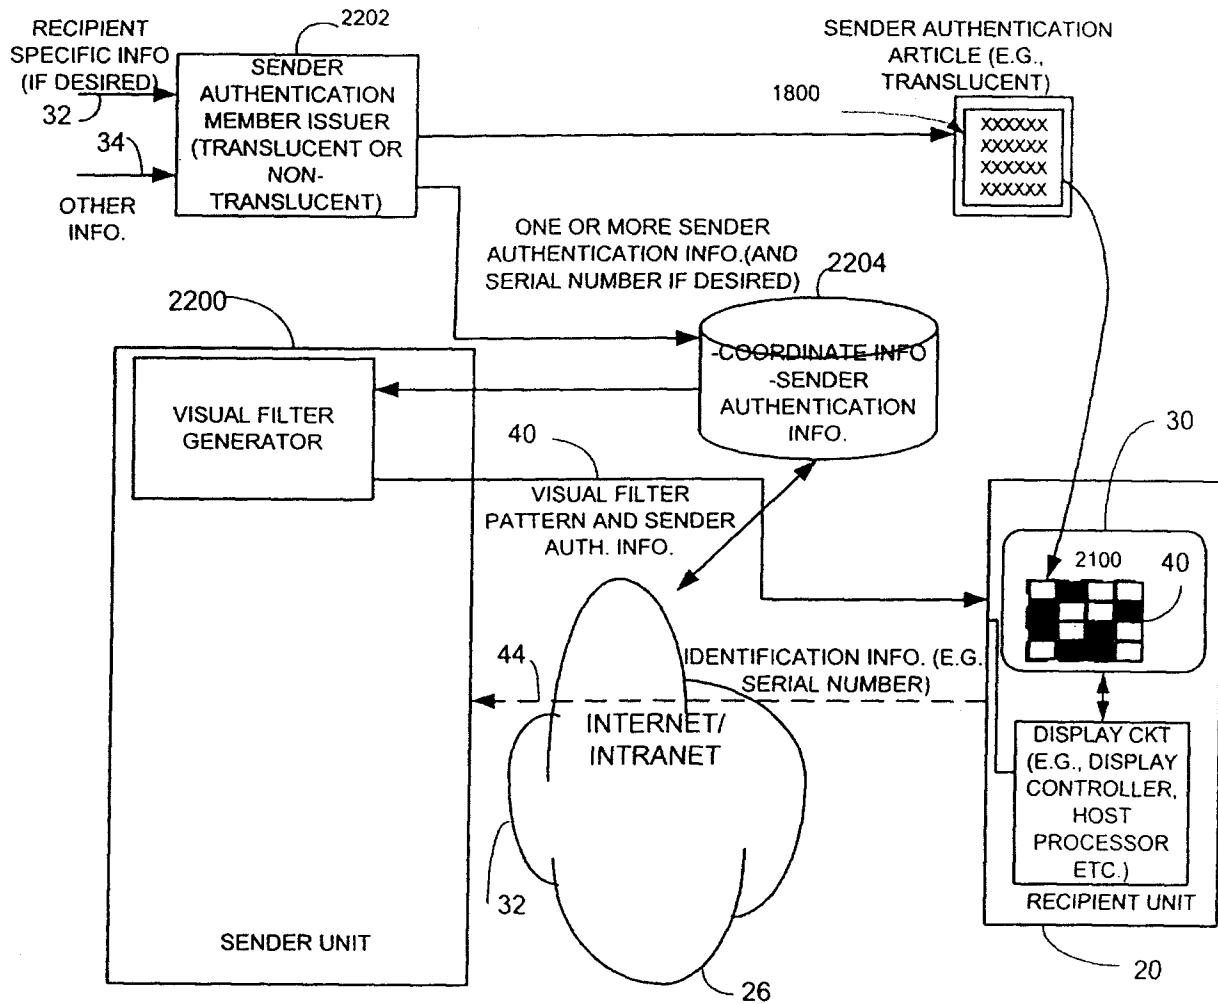 RECIPIENT
SPECIFIC INFO
(IF DESIRED)
32
34
OTHER
INFO.
2202
SENDER
AUTHENTICATION
MEMBER ISSUER
(TRANSLUCENT OR
NON-
TRANSLUCENT)
SENDER AUTHENTICATION
ARTICLE (E.G.,
TRANSLUCENT)
1800
XXXXXX
XXXXXX
XXXXXX
XXXXXX
ONE OR MORE SENDER
AUTHENTICATION INFO.(AND
SERIAL NUMBER IF DESIRED)
2204
-COORDINATE INFO
-SENDER
AUTHENTICATION
INFO.
2200
VISUAL FILTER
GENERATOR
40
VISUAL FILTER
PATTERN AND SENDER
AUTH. INFO.
30
2100
40
44
IDENTIFICATION INFO. (E.G.
SERIAL NUMBER)
INTERNET/
INTRANET
DISPLAY CKT
(E.G., DISPLAY
CONTROLLER,
HOST
PROCESSOR
ETC.)
RECIPIENT UNIT
32
SENDER UNIT
26
20